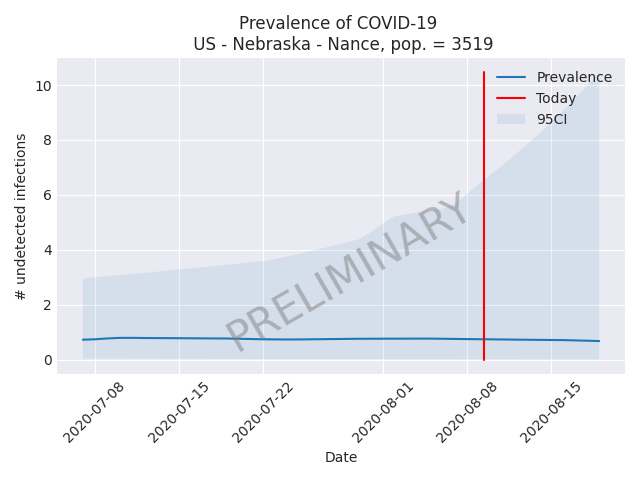 Prevalence of COVID-19
US - Nebraska - Nance, pop. = 3519
10
8
6
4
2
0
# undetected infections
Prevalence
Today
95CI
PRELIMINARY
2020-07-08
2020-07-15
2020-07-22
2020-08-01
2020-08-08
2020-08-15
Date